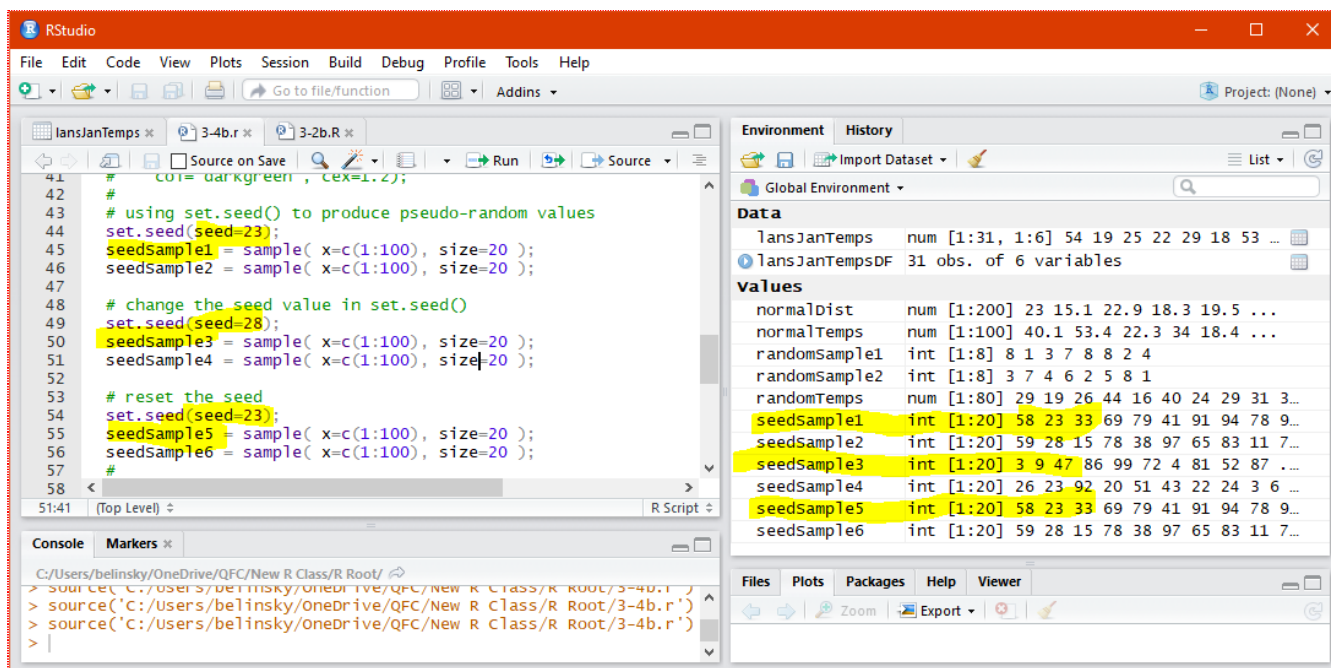 RStudio
File Edit Code View Plots Session Build Debug Profile Tools Help
Go to file/function Addins Project: (None)
lansJanTemps 3-4b.r 3-2b.R
Source on Save Run Source
41 # col="darkgreen", cex=1.2);
42 #
43 # using set.seed() to produce pseudo-random values
44 set.seed(seed=23);
45 seedSample1 = sample( x=c(1:100), size=20 );
46 seedSample2 = sample( x=c(1:100), size=20 );
47
48 # change the seed value in set.seed()
49 set.seed(seed=28);
50 seedSample3 = sample( x=c(1:100), size=20 );
51 seedSample4 = sample( x=c(1:100), size=20 );
52
53 # reset the seed
54 set.seed(seed=23);
55 seedSample5 = sample( x=c(1:100), size=20 );
56 seedSample6 = sample( x=c(1:100), size=20 );
57 #
58
51:41 (Top Level) R Script
Console Markers
C:/Users/belinsky/OneDrive/QFC/New R Class/R Root/
> source('C:/Users/belinsky/OneDrive/QFC/New R Class/R Root/3-4b.r')
> source('C:/Users/belinsky/OneDrive/QFC/New R Class/R Root/3-4b.r')
> source('C:/Users/belinsky/OneDrive/QFC/New R Class/R Root/3-4b.r')
>
Environment History
Import Dataset List
Global Environment
Data
lansJanTemps num [1:31, 1:6] 54 19 25 22 29 18 53 …
lansJanTempsDF 31 obs. of 6 variables
Values
normalDist num [1:200] 23 15.1 22.9 18.3 19.5 ...
normalTemps num [1:100] 40.1 53.4 22.3 34 18.4 ...
randomSample1 int [1:8] 8 1 3 7 8 8 2 4
randomSample2 int [1:8] 3 7 4 6 2 5 8 1
randomTemps num [1:80] 29 19 26 44 16 40 24 29 31 3…
seedSample1 int [1:20] 58 23 33 69 79 41 91 94 78 9…
seedSample2 int [1:20] 59 28 15 78 38 97 65 83 11 7…
seedSample3 int [1:20] 3 9 47 86 99 72 4 81 52 87 .…
seedSample4 int [1:20] 26 23 92 20 51 43 22 24 3 6 …
seedSample5 int [1:20] 58 23 33 69 79 41 91 94 78 9…
seedSample6 int [1:20] 59 28 15 78 38 97 65 83 11 7…
Files Plots Packages Help Viewer
Zoom Export